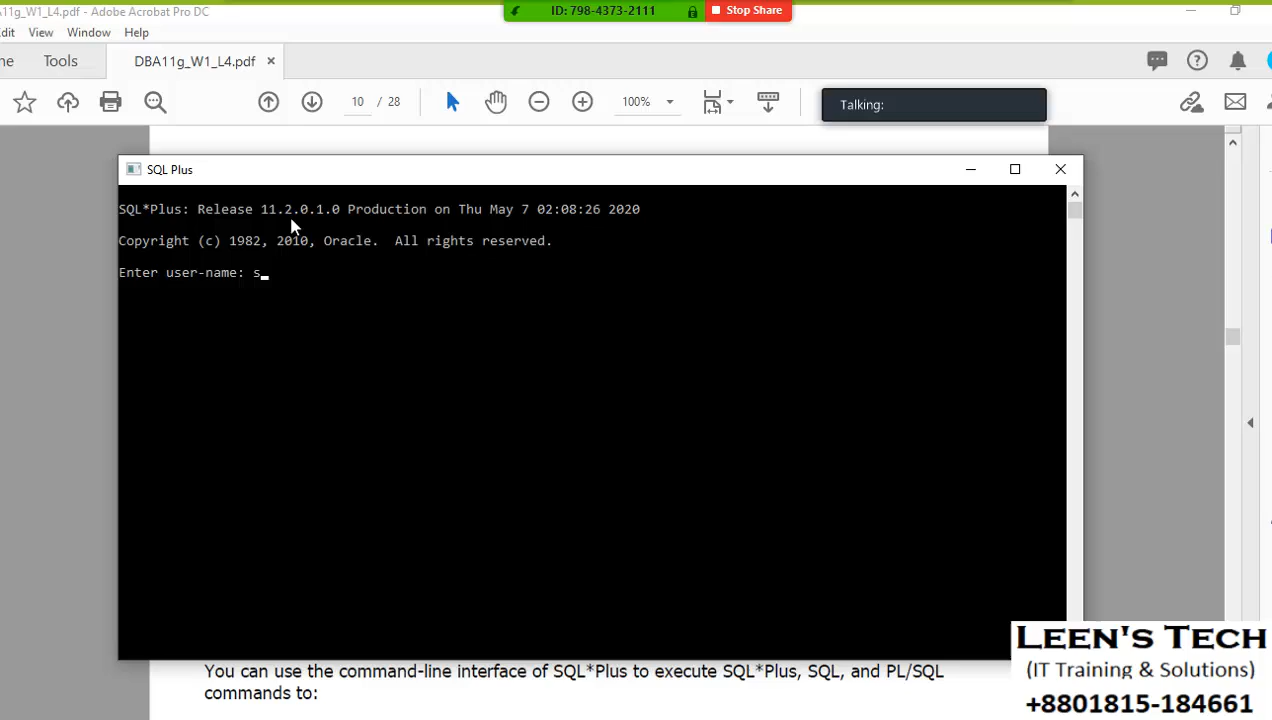 A11g_W1_L4.pdf - Adobe Acrobat Pro DC
ID: 798-4373-2111
Stop Share
View Window Help
Tools
DBA11g_W1_L4.pdf
10 / 28
100%
Talking:
SQL Plus
SQL*Plus: Release 11.2.0.1.0 Production on Thu May 7 02:08:26 2020
Copyright (c) 1982, 2010, Oracle. All rights reserved.
Enter user-name: s_
You can use the command-line interface of SQL*Plus to execute SQL*Plus, SQL, and PL/SQL
commands to:
LEEN'S TECH
(IT Training & Solutions)
+8801815-184661